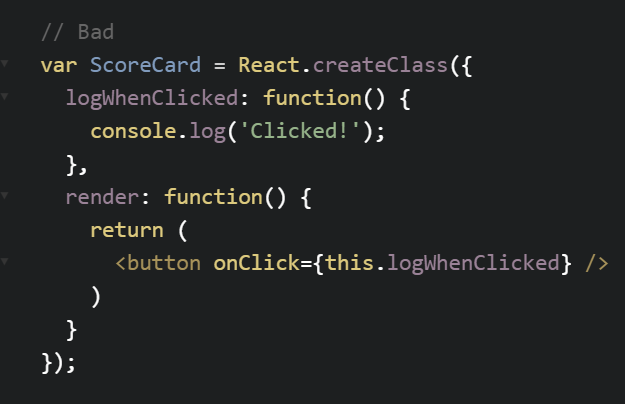 // Bad
var ScoreCard = React.createClass({
  logWhenClicked: function() {
    console.log('Clicked!');
  },
  render: function() {
    return (
      <button onClick={this.logWhenClicked} />
    )
  }
});